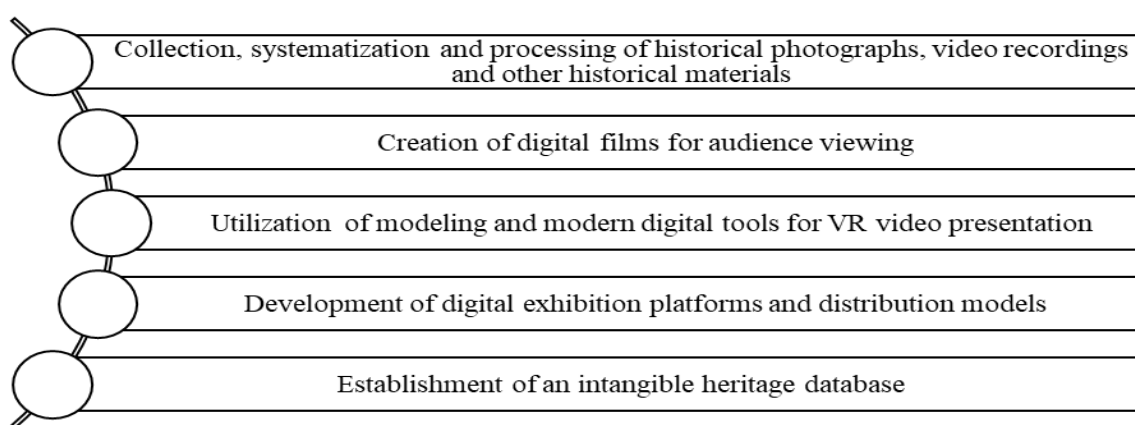 Collection, systematization and processing of historical photographs, video recordings
and other historical materials
Creation of digital films for audience viewing
Utilization of modeling and modern digital tools for VR video presentation
Development of digital exhibition platforms and distribution models
Establishment of an intangible heritage database